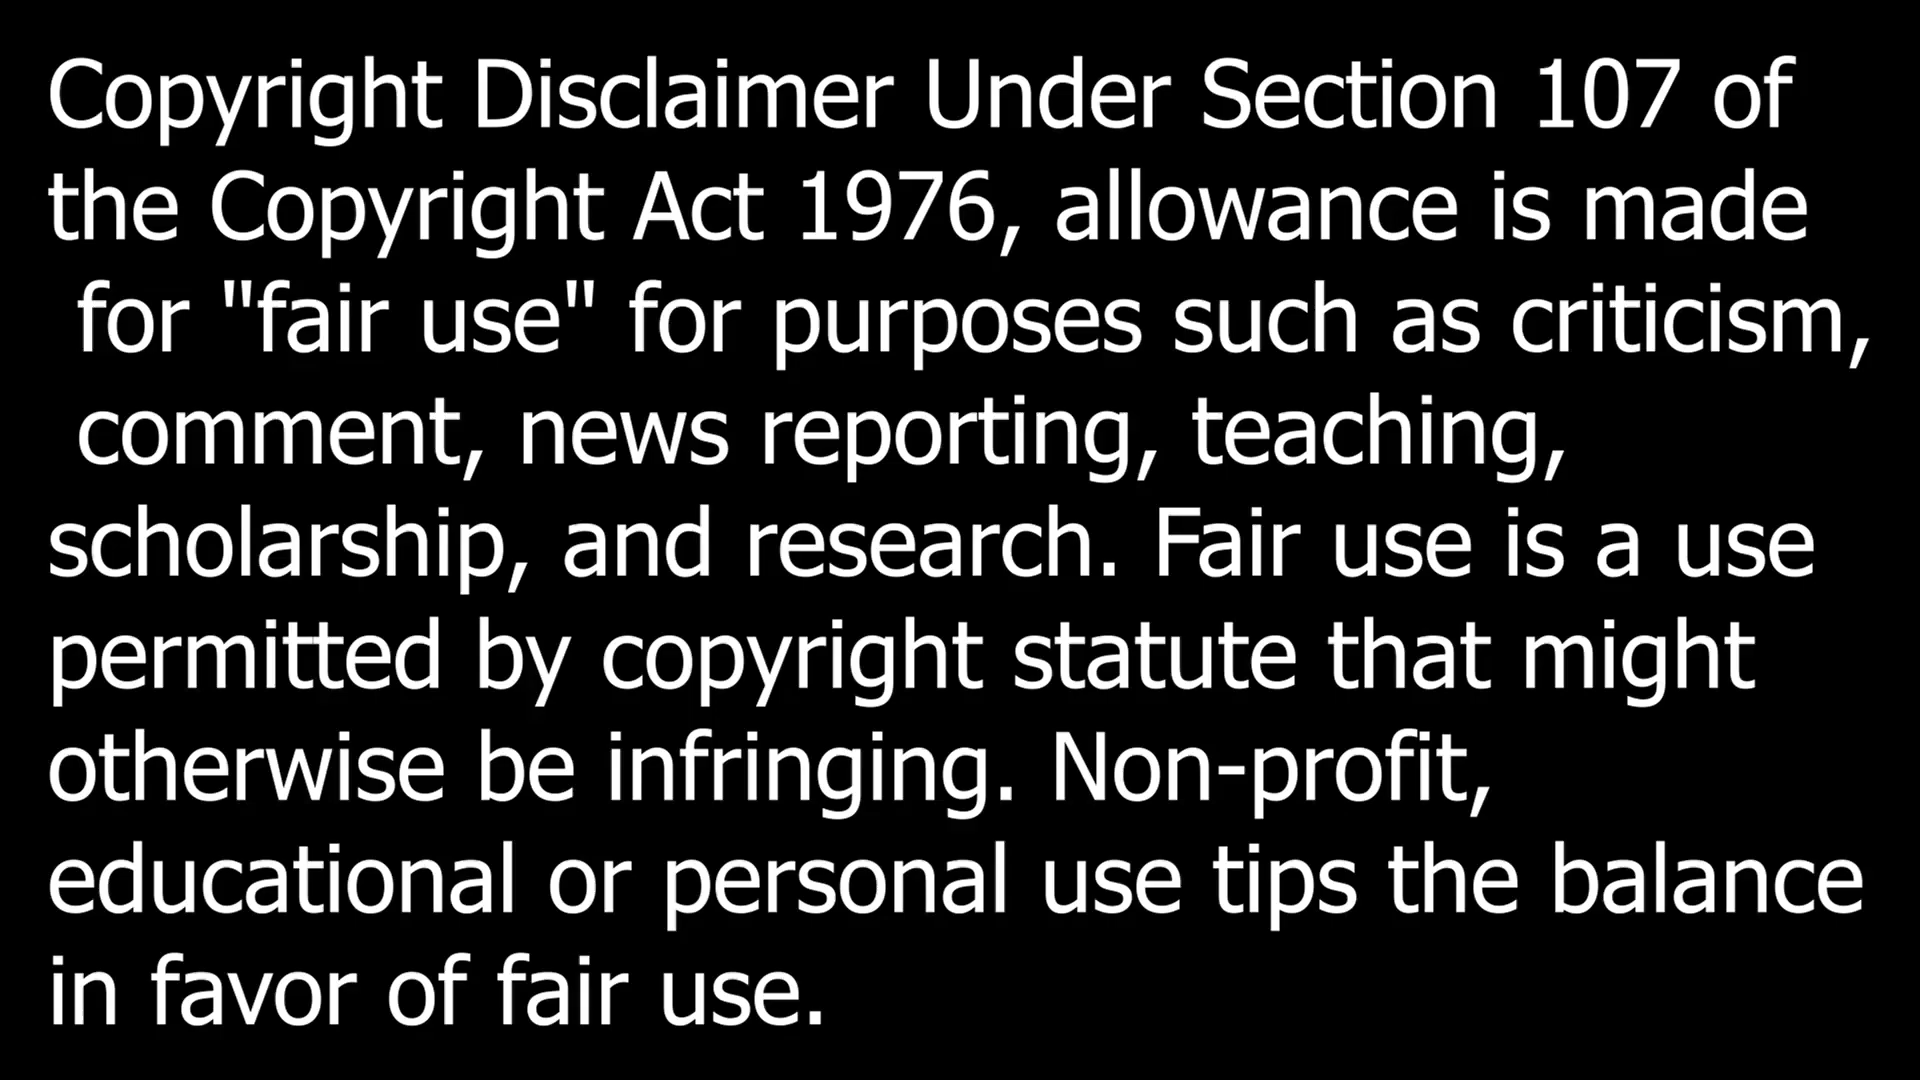 Copyright Disclaimer Under Section 107 of
the Copyright Act 1976, allowance is made
for "fair use" for purposes such as criticism,
comment, news reporting, teaching,
scholarship, and research. Fair use is a use
permitted by copyright statute that might
otherwise be infringing. Non-profit,
educational or personal use tips the balance
in favor of fair use.